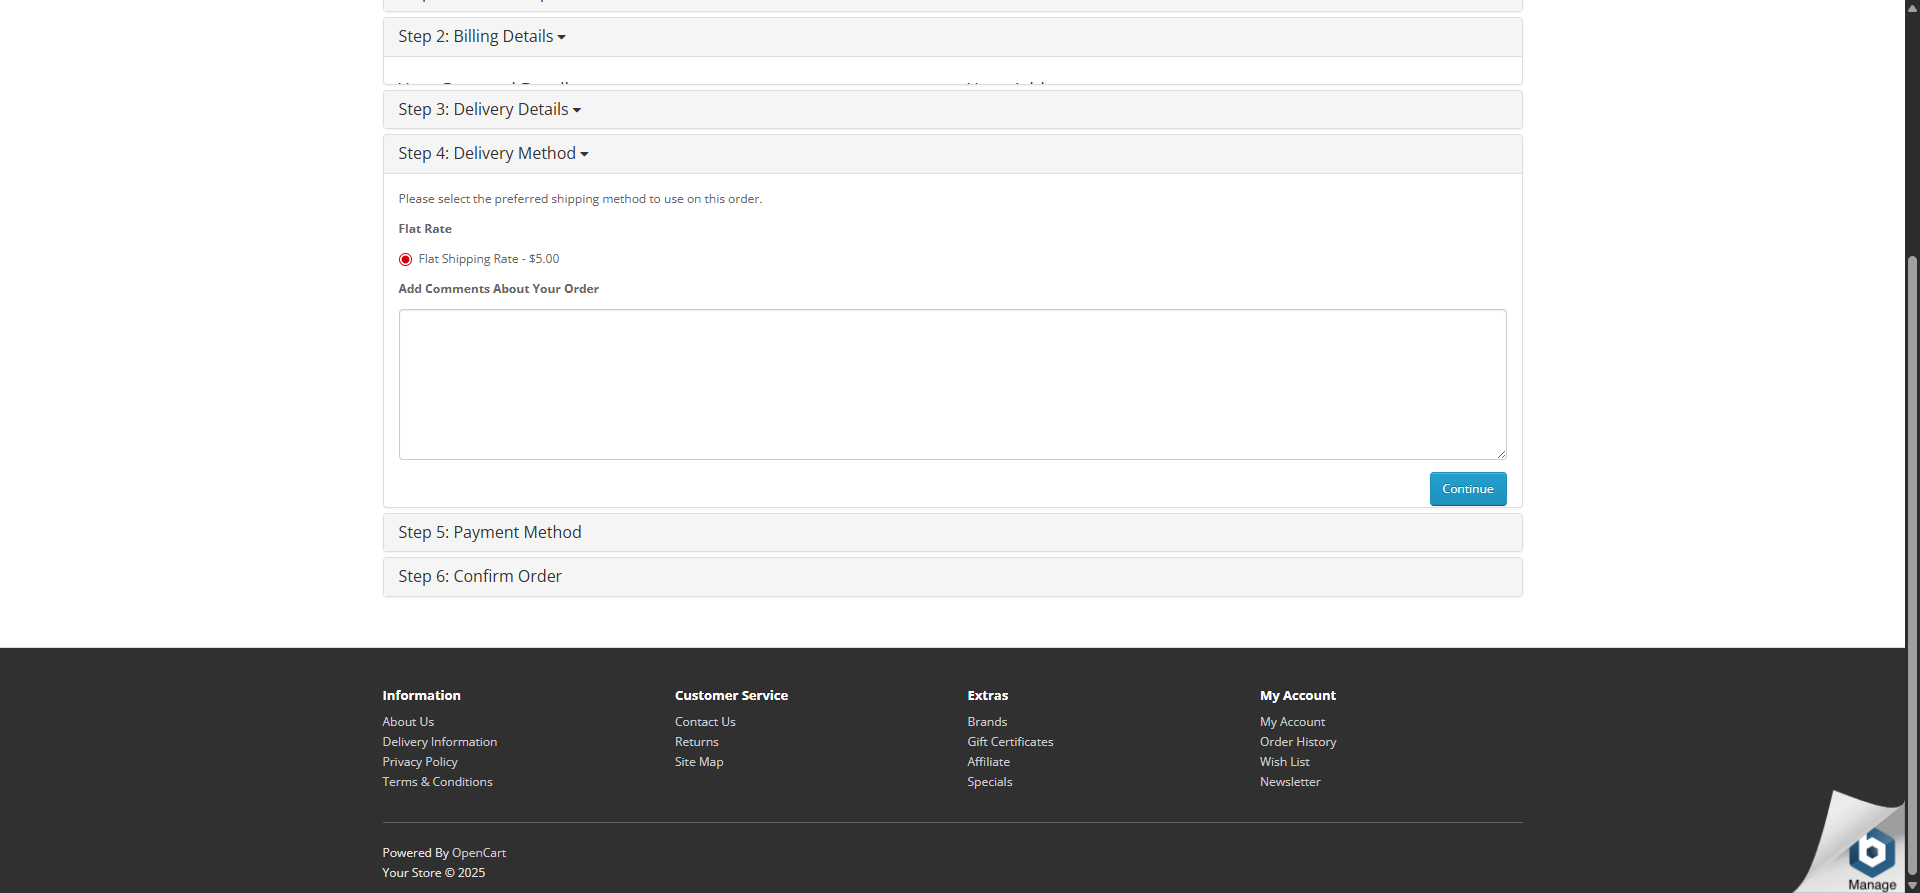 Step 2: Billing Details
Step 3: Delivery Details
Step 4: Delivery Method
Please select the preferred shipping method to use on this order.
Flat Rate
Flat Shipping Rate - $5.00
Add Comments About Your Order
Continue
Step 5: Payment Method
Step 6: Confirm Order
Information
About Us
Delivery Information
Privacy Policy
Terms & Conditions
Customer Service
Contact Us
Returns
Site Map
Extras
Brands
Gift Certificates
Affiliate
Specials
My Account
My Account
Order History
Wish List
Newsletter
Powered By OpenCart
Your Store © 2025
Manage